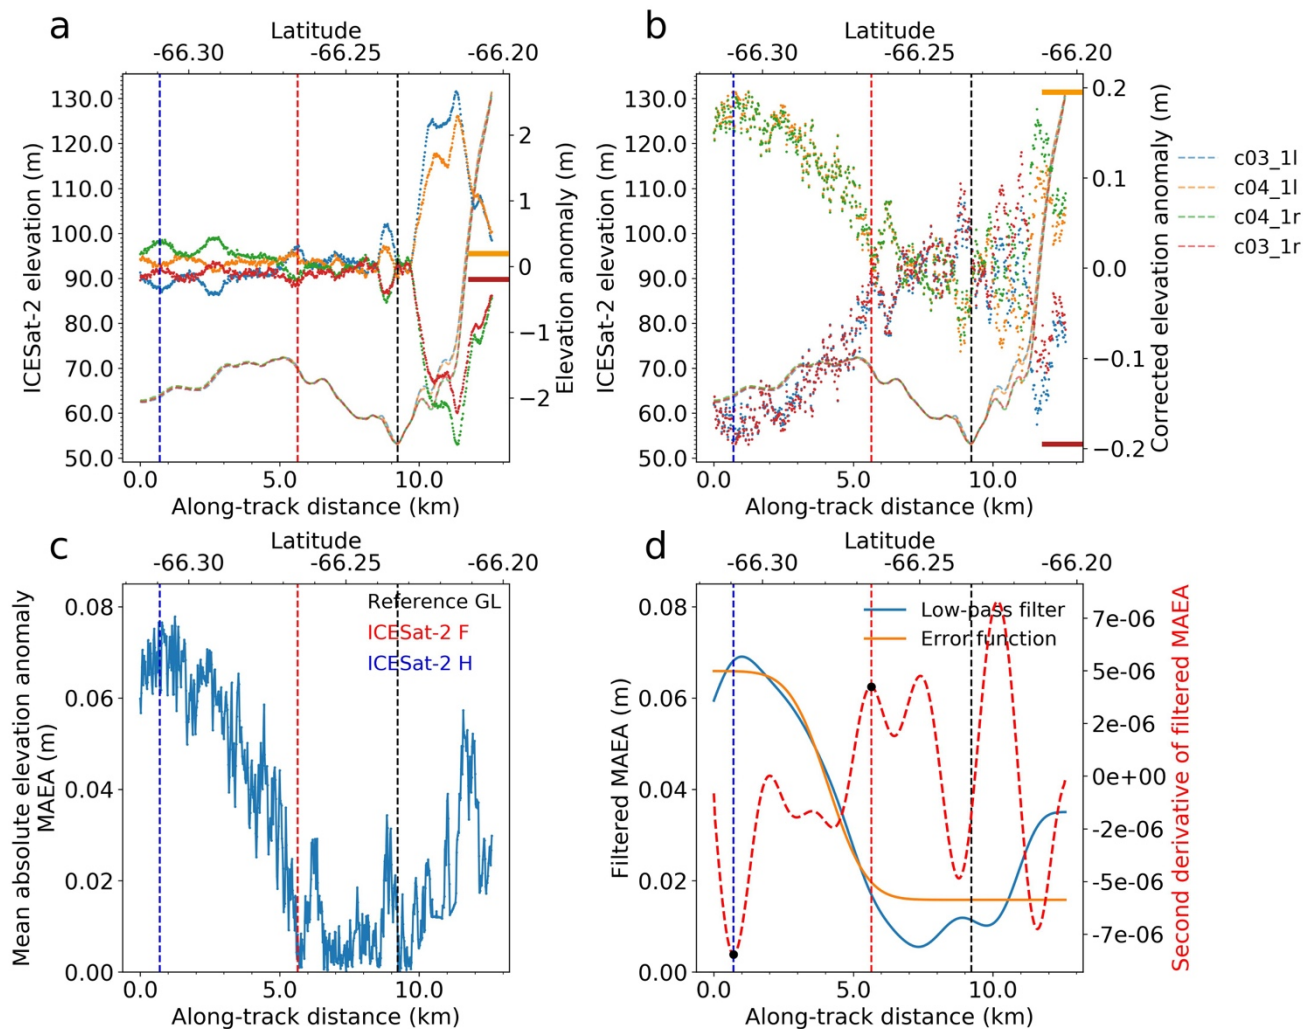 a
Latitude
-66.30 -66.25 -66.20
ICESat-2 elevation (m)
130.0
120.0
110.0
100.0
90.0
80.0
70.0
60.0
50.0
2
1
0
−1
−2
Elevation anomaly (m)
0.0 5.0 10.0
Along-track distance (km)
b
Latitude
-66.30 -66.25 -66.20
ICESat-2 elevation (m)
130.0
120.0
110.0
100.0
90.0
80.0
70.0
60.0
50.0
0.2
0.1
0.0
−0.1
−0.2
Corrected elevation anomaly (m)
0.0 5.0 10.0
Along-track distance (km)
c03_1l
c04_1l
c04_1r
c03_1r
c
Latitude
-66.30 -66.25 -66.20
Mean absolute elevation anomaly
MAEA (m)
0.08
0.06
0.04
0.02
0.00
Reference GL
ICESat-2 F
ICESat-2 H
0.0 5.0 10.0
Along-track distance (km)
d
Latitude
-66.30 -66.25 -66.20
Filtered MAEA (m)
0.08
0.06
0.04
0.02
0.00
Low-pass filter
Error function
7e-06
5e-06
2e-06
0e+00
-2e-06
-5e-06
-7e-06
Second derivative of filtered MAEA
0.0 5.0 10.0
Along-track distance (km)